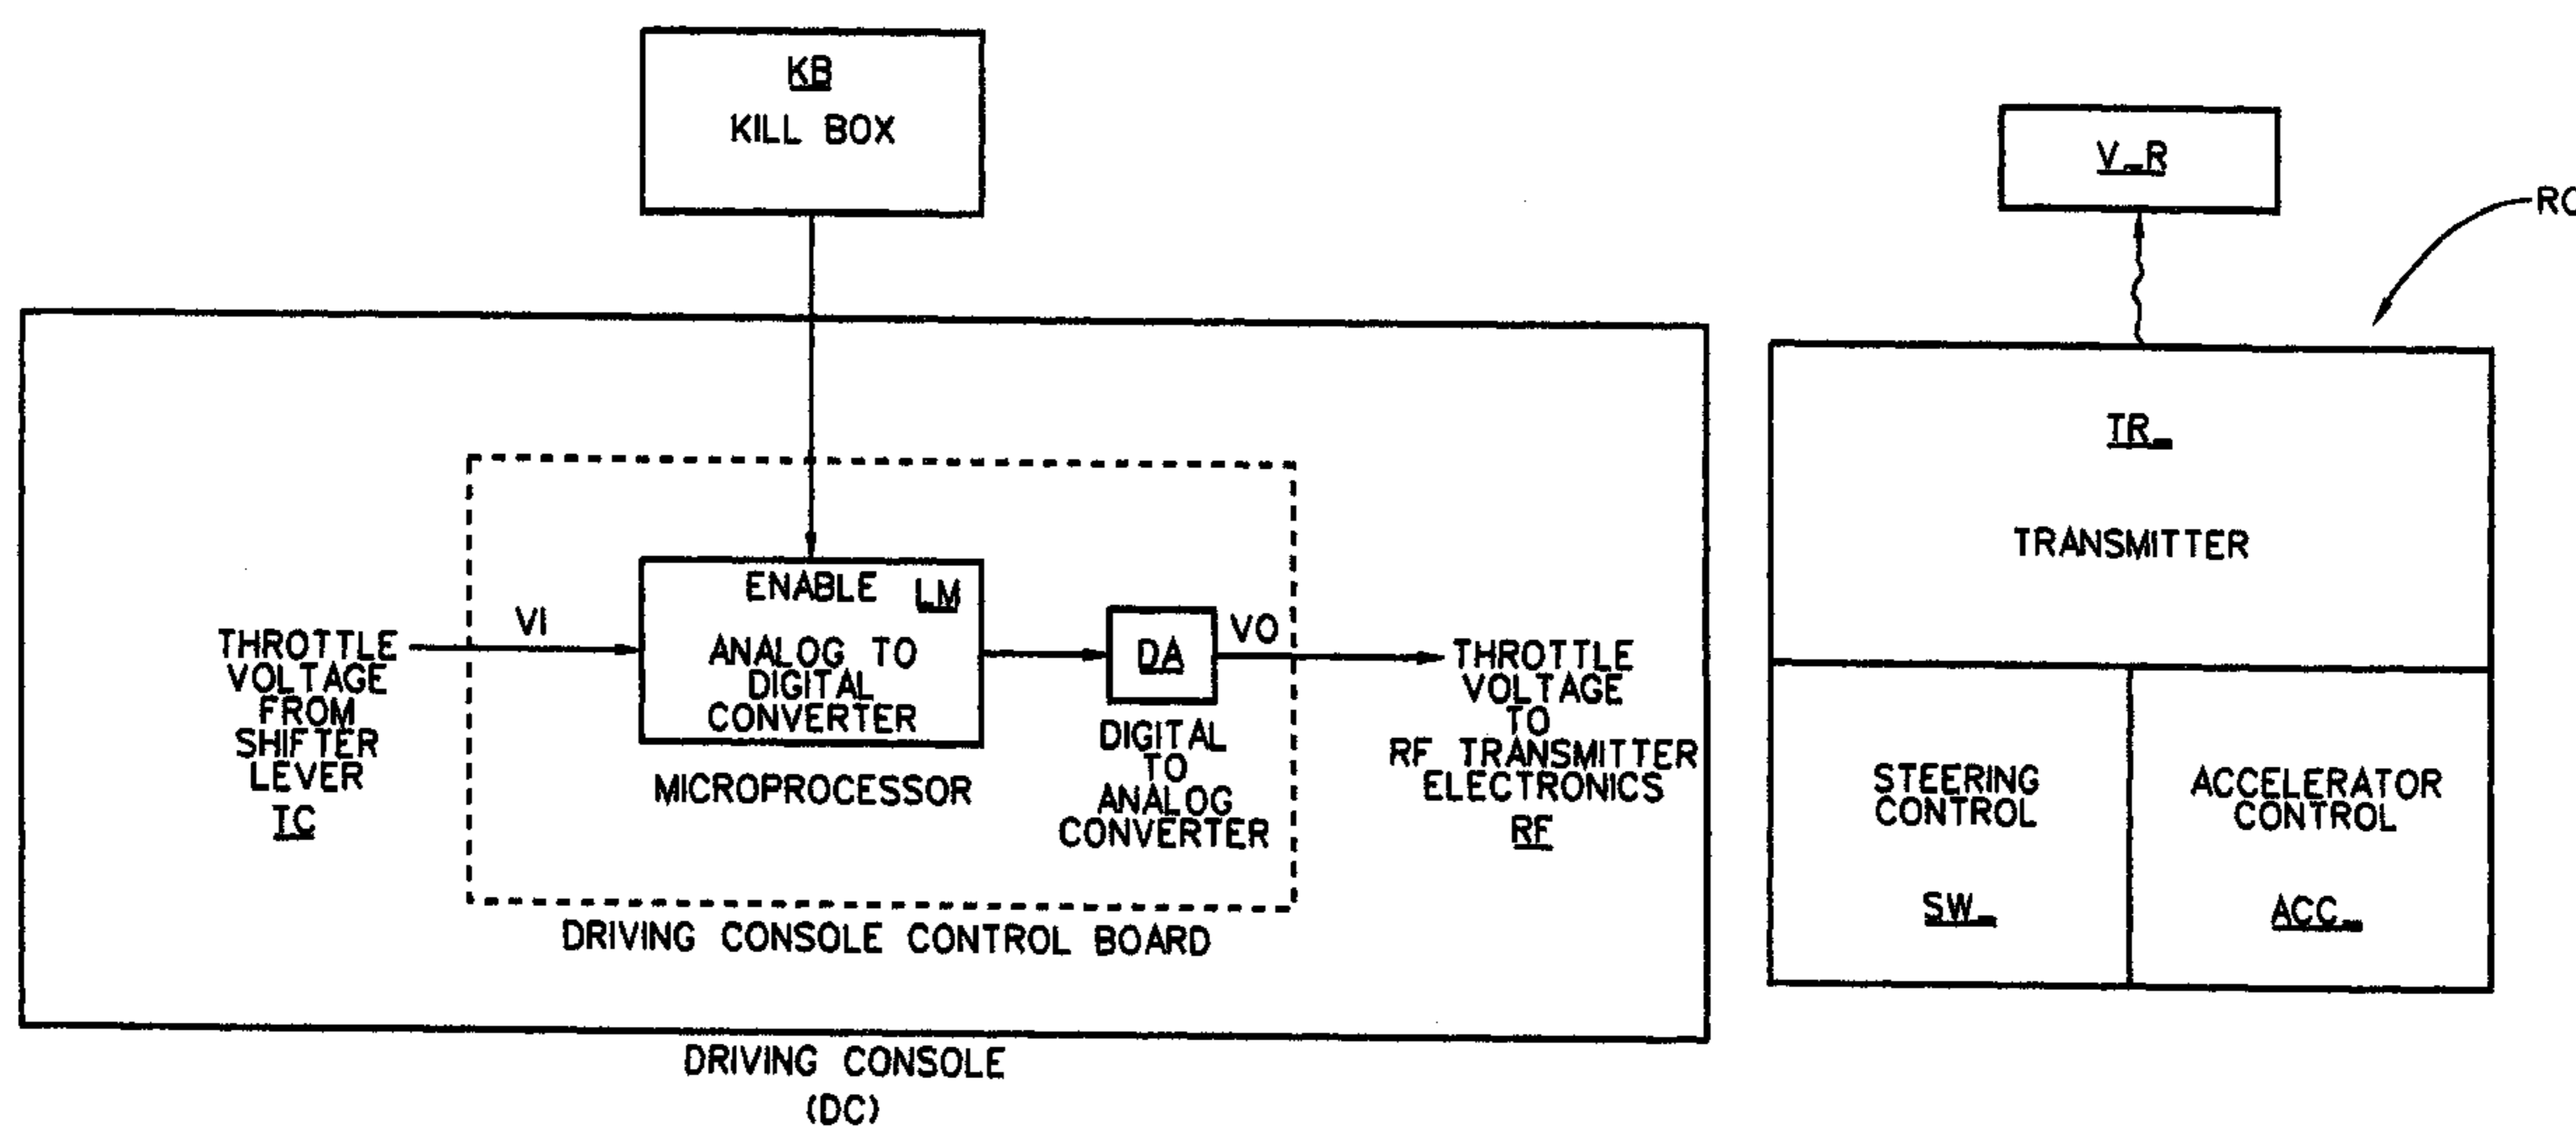 KB
KILL BOX
V_R
RC
TR_
TRANSMITTER
ENABLE LM
ANALOG TO
DIGITAL
CONVERTER
MICROPROCESSOR
VI
THROTTLE
VOLTAGE
FROM
SHIFTER
LEVER
TC
DA
DIGITAL
TO
ANALOG
CONVERTER
VO
THROTTLE
VOLTAGE
TO
RF TRANSMITTER
ELECTRONICS
RF
STEERING
CONTROL
SW_
ACCELERATOR
CONTROL
ACC_
DRIVING CONSOLE CONTROL BOARD
DRIVING CONSOLE
(DC)